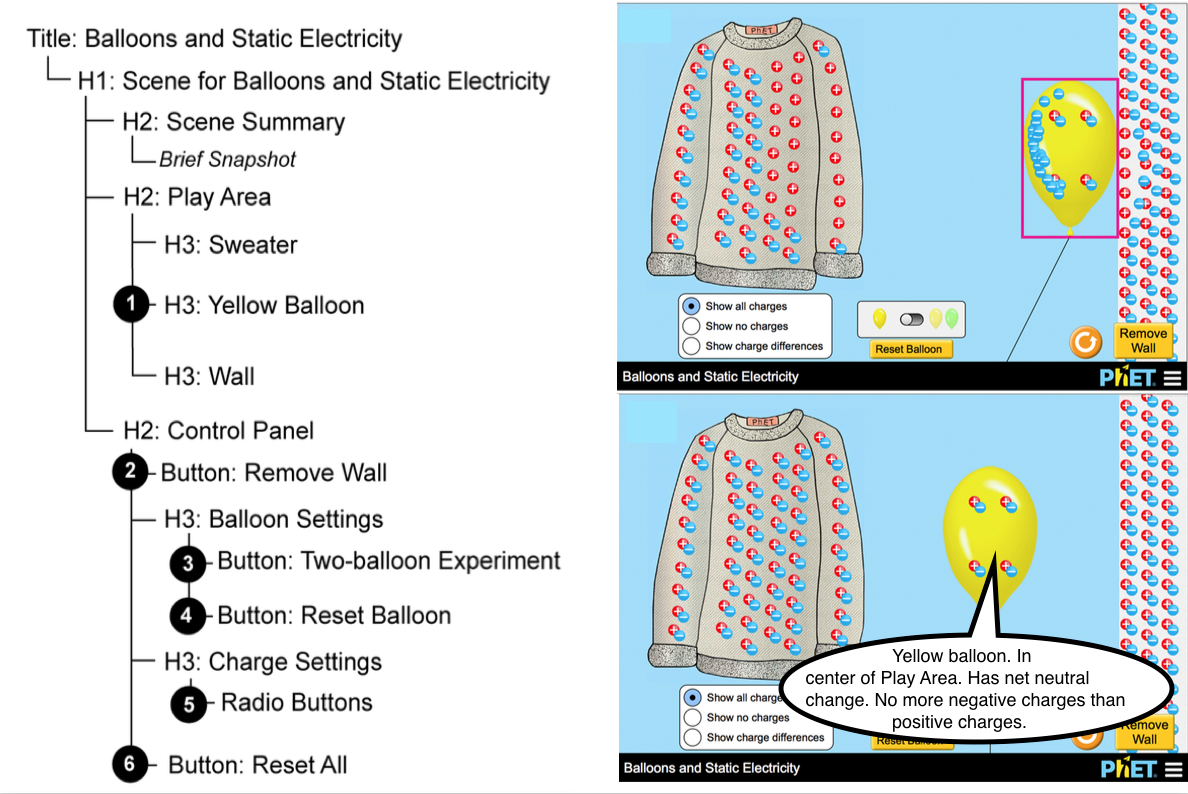 Title: Balloons and Static Electricity
H1: Scene for Balloons and Static Electricity
H2: Scene Summary
Brief Snapshot
H2: Play Area
H3: Sweater
1
H3: Yellow Balloon
H3: Wall
H2: Control Panel
2
Button: Remove Wall
H3: Balloon Settings
3
Button: Two-balloon Experiment
4
Button: Reset Balloon
H3: Charge Settings
5
Radio Buttons
6
Button: Reset All
PhET
Show all charges
Show no charges
Show charge differences
Reset Balloon
Remove
Wall
Balloons and Static Electricity
PhET
PhET
Yellow balloon. In
center of Play Area. Has net neutral
change. No more negative charges than
positive charges.
Show all charge
Show no charges
Show charge differences
Reset Balloon
Remove
Wall
Balloons and Static Electricity
PhET